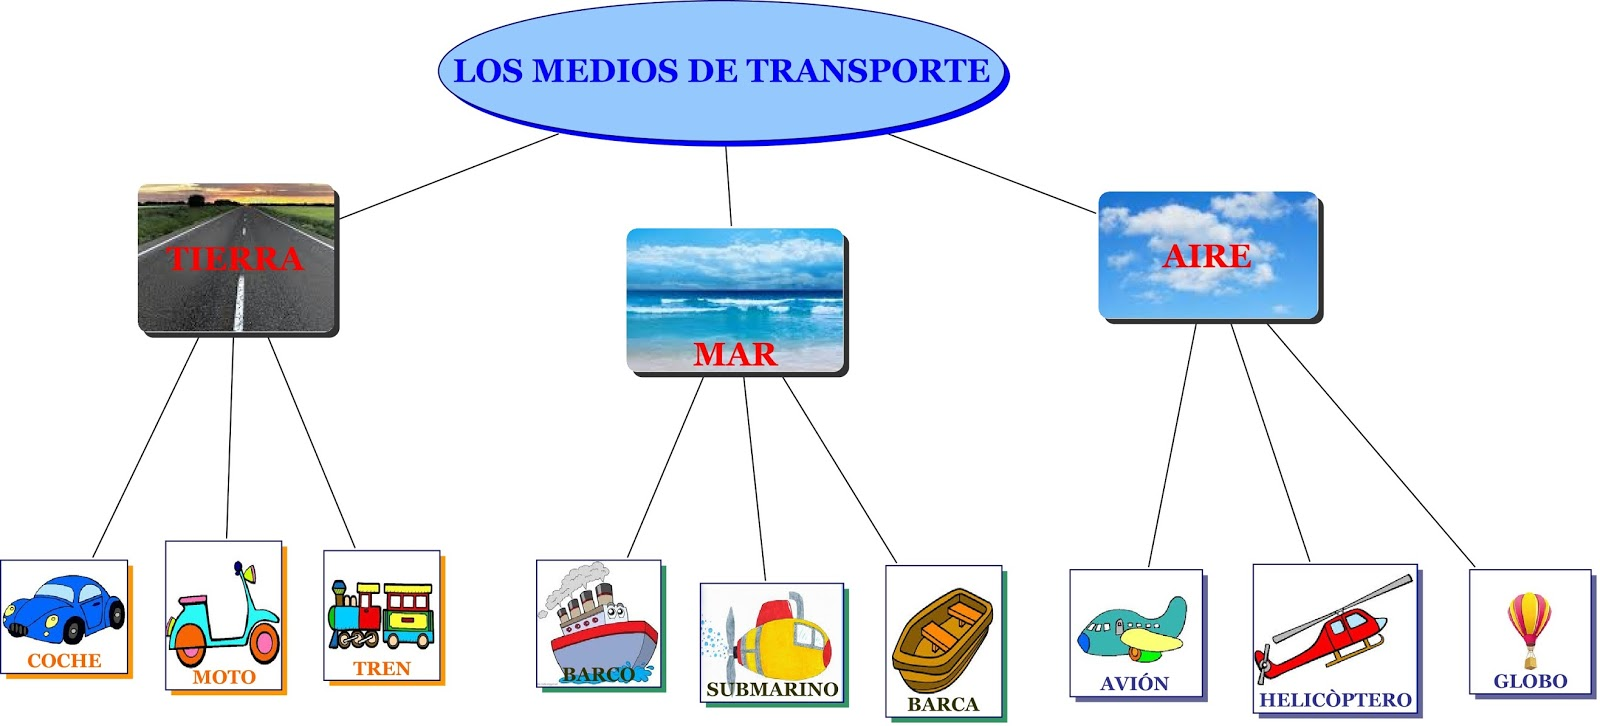 LOS MEDIOS DE TRANSPORTE
TIERRA
MAR
AIRE
COCHE
MOTO
TREN
BARCO
SUBMARINO
BARCA
AVIÓN
HELICÒPTERO
GLOBO